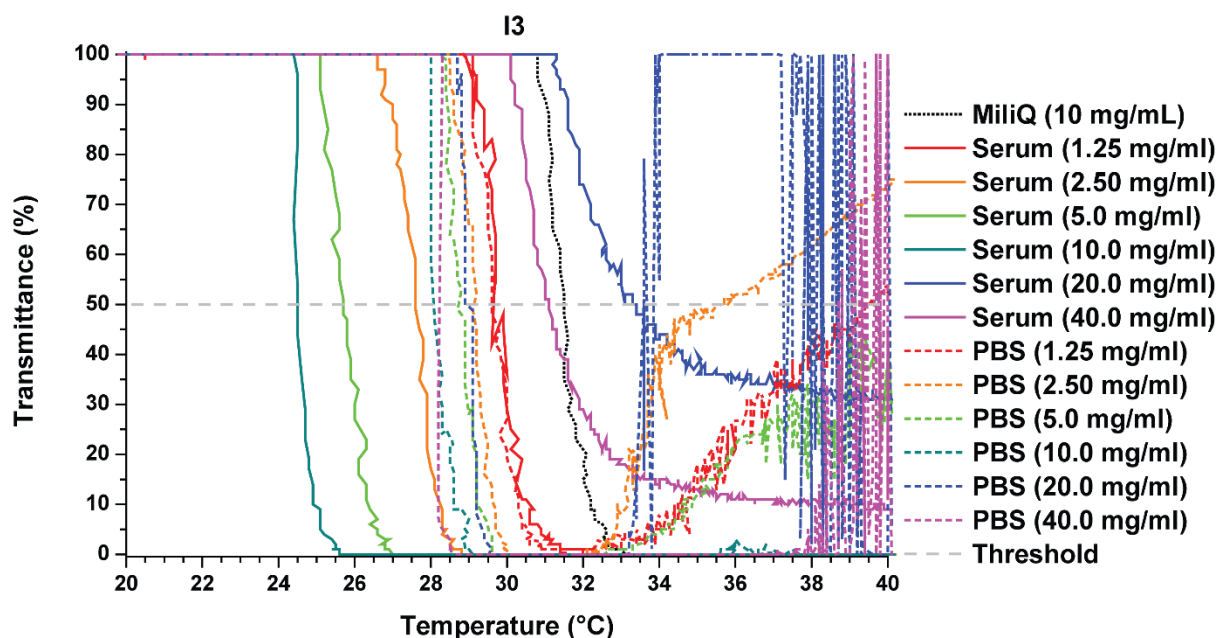 I3
Transmittance (%)
100
90
80
70
60
50
40
30
20
10
0
20
22
24
26
28
30
32
34
36
38
40
Temperature (°C)
MiliQ (10 mg/mL)
Serum (1.25 mg/ml)
Serum (2.50 mg/ml)
Serum (5.0 mg/ml)
Serum (10.0 mg/ml)
Serum (20.0 mg/ml)
Serum (40.0 mg/ml)
PBS (1.25 mg/ml)
PBS (2.50 mg/ml)
PBS (5.0 mg/ml)
PBS (10.0 mg/ml)
PBS (20.0 mg/ml)
PBS (40.0 mg/ml)
Threshold